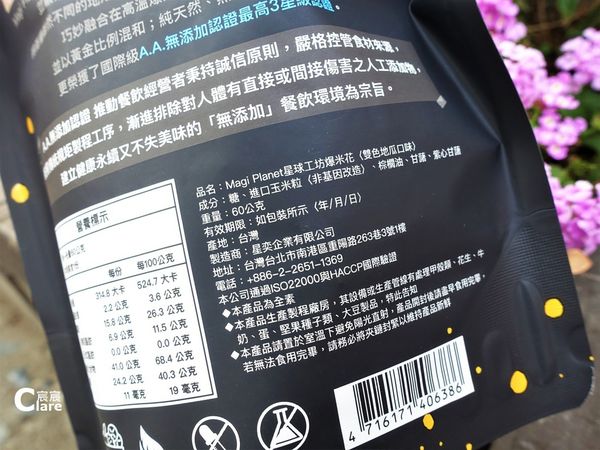 不同的地
巧妙融合在高溫爆
並以黃金比例混和；純天然、無
更榮獲了國際級A.A.無添加認證最高3星級認證。
A.A.無添加認證 推動餐飲經營者秉持誠信原則，嚴格控管食材來源，
製程工序，漸進排除對人體有直接或間接傷害之人工添加物，
建立健康永續又不失美味的「無添加」餐飲環境為宗旨。
品名：Magi Planet星球工坊爆米花（雙色地瓜口味）
成分：糖、進口玉米粒（非基因改造）、棕櫚油、甘藷、紫心甘藷
重量：60公克
有效期限：如包裝所示（年/月/日）
產地：台灣
製造商：星奕企業有限公司
地址：台灣台北市南港區重陽路263巷3號1樓
電話：+886-2-2651-1369
本公司通過ISO22000與HACCP國際驗證
◆本產品為全素
◆本產品生產製程廠房，其設備或生產管線有處理甲殼類、花生、牛
奶、蛋、堅果種子類、大豆製品，特此告知
◆本產品請置於室溫下避免陽光直射，產品開封後請盡早食用完畢，
若無法食用完畢，請務必將夾鏈封緊以維持產品新鮮
營養標示
公克
每份 每100公克
314.8 大卡 524.7 大卡
2.2 公克 3.6 公克
15.8 公克 26.3 公克
6.9 公克 11.5 公克
0.0 公克 0.0 公克
41.0 公克 68.4 公克
24.2 公克 40.3 公克
11 毫克 19 毫克
4 716171 406386
宸宸
Clare